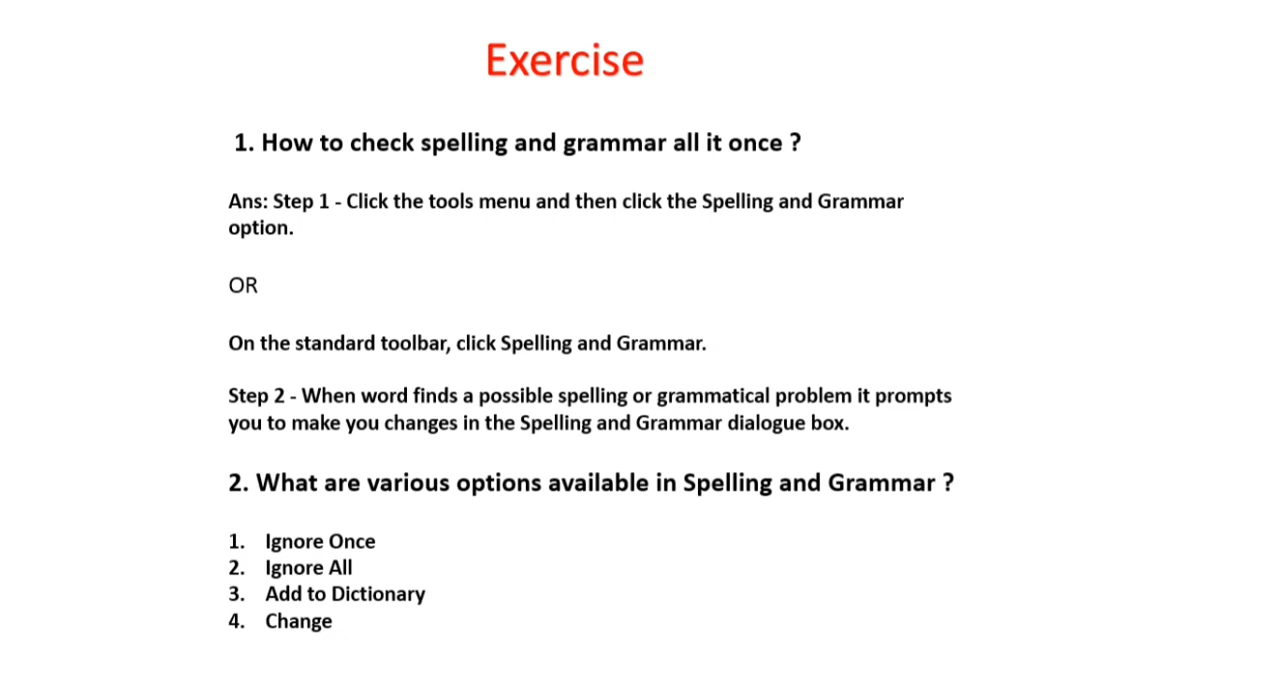 Exercise
1. How to check spelling and grammar all it once ?
Ans: Step 1 - Click the tools menu and then click the Spelling and Grammar
option.
OR
On the standard toolbar, click Spelling and Grammar.
Step 2 - When word finds a possible spelling or grammatical problem it prompts
you to make you changes in the Spelling and Grammar dialogue box.
2. What are various options available in Spelling and Grammar ?
1. Ignore Once
2. Ignore All
3. Add to Dictionary
4. Change